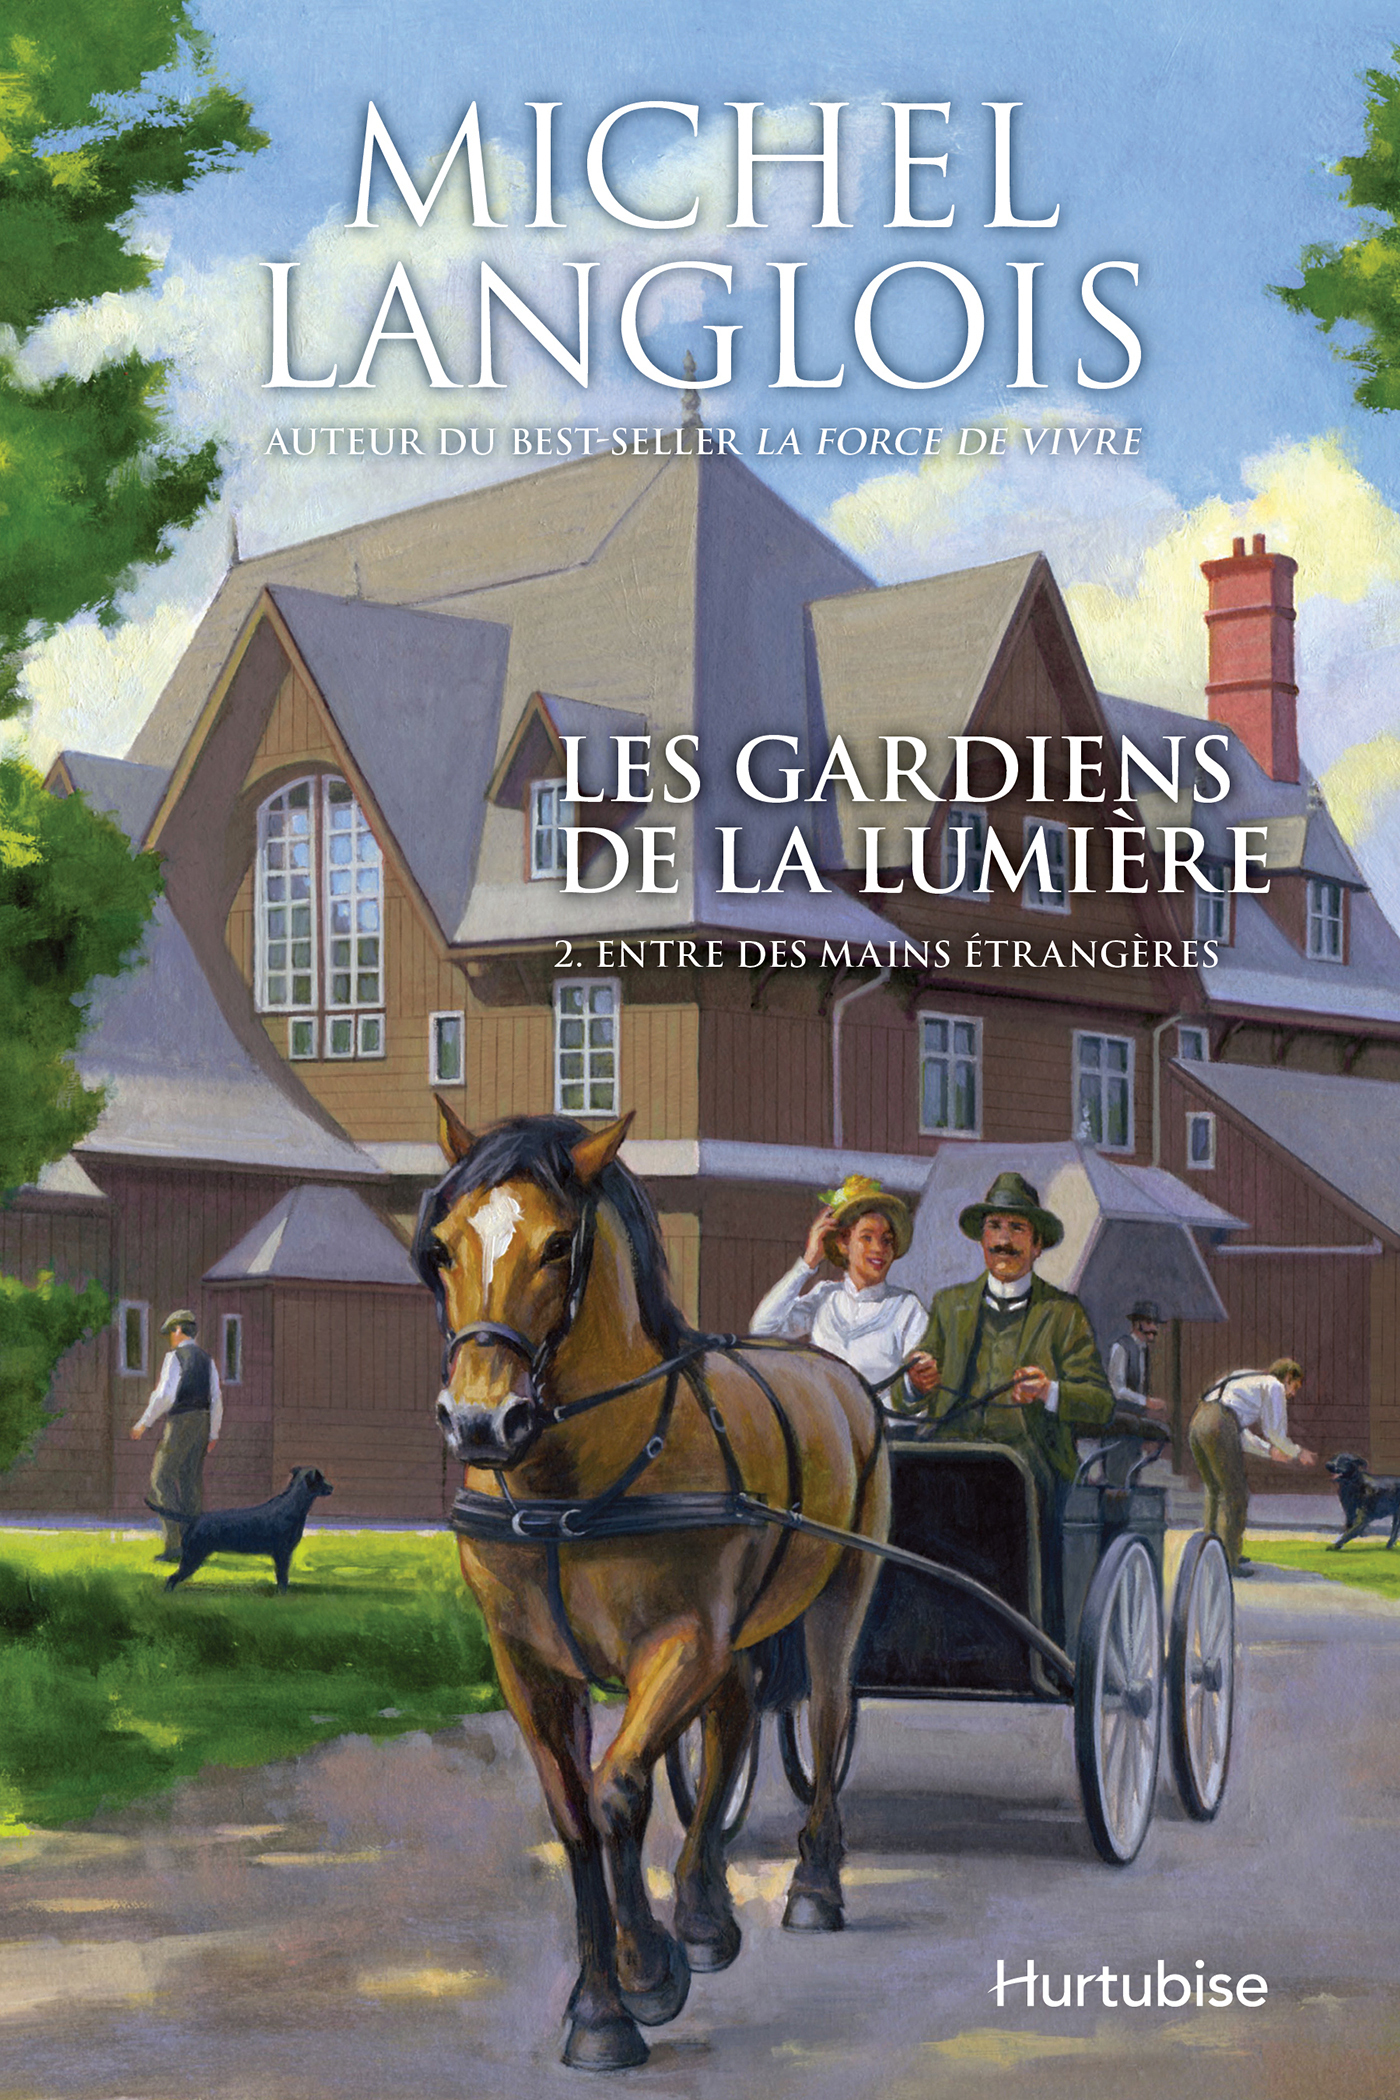 MICHEL
LANGLOIS
AUTEUR DU BEST-SELLER LA FORCE DE VIVRE
LES GARDIENS
DE LA LUMIÈRE
2. ENTRE DES MAINS ÉTRANGÈRES
Hurtubise